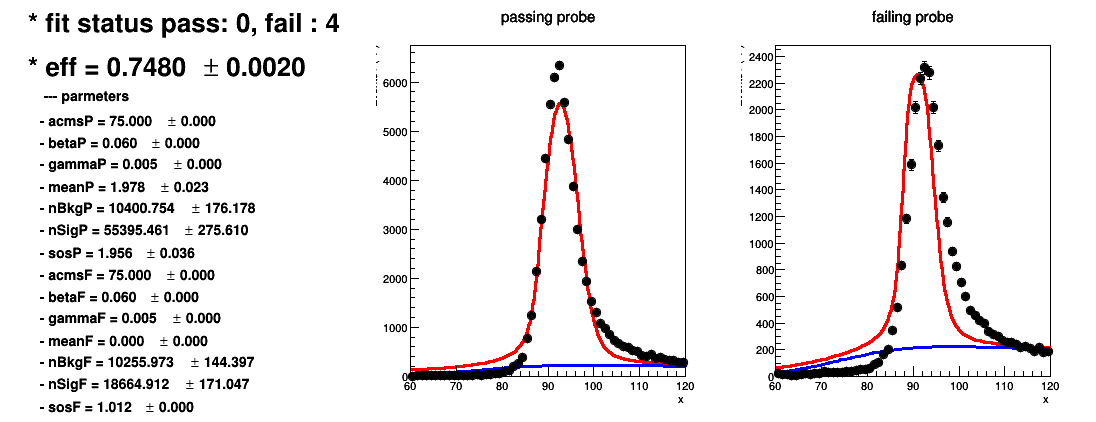 * fit status pass: 0, fail : 4
* eff = 0.7480 ± 0.0020
--- parmeters
- acmsP = 75.000 ± 0.000
- betaP = 0.060 ± 0.000
- gammaP = 0.005 ± 0.000
- meanP = 1.978 ± 0.023
- nBkgP = 10400.754 ± 176.178
- nSigP = 55395.461 ± 275.610
- sosP = 1.956 ± 0.036
- acmsF = 75.000 ± 0.000
- betaF = 0.060 ± 0.000
- gammaF = 0.005 ± 0.000
- meanF = 0.000 ± 0.000
- nBkgF = 10255.973 ± 144.397
- nSigF = 18664.912 ± 171.047
- sosF = 1.012 ± 0.000
passing probe
6000
5000
4000
3000
2000
1000
0
60 70 80 90 100 110 120
x
failing probe
2400
2200
2000
1800
1600
1400
1200
1000
800
600
400
200
0
60 70 80 90 100 110 120
x